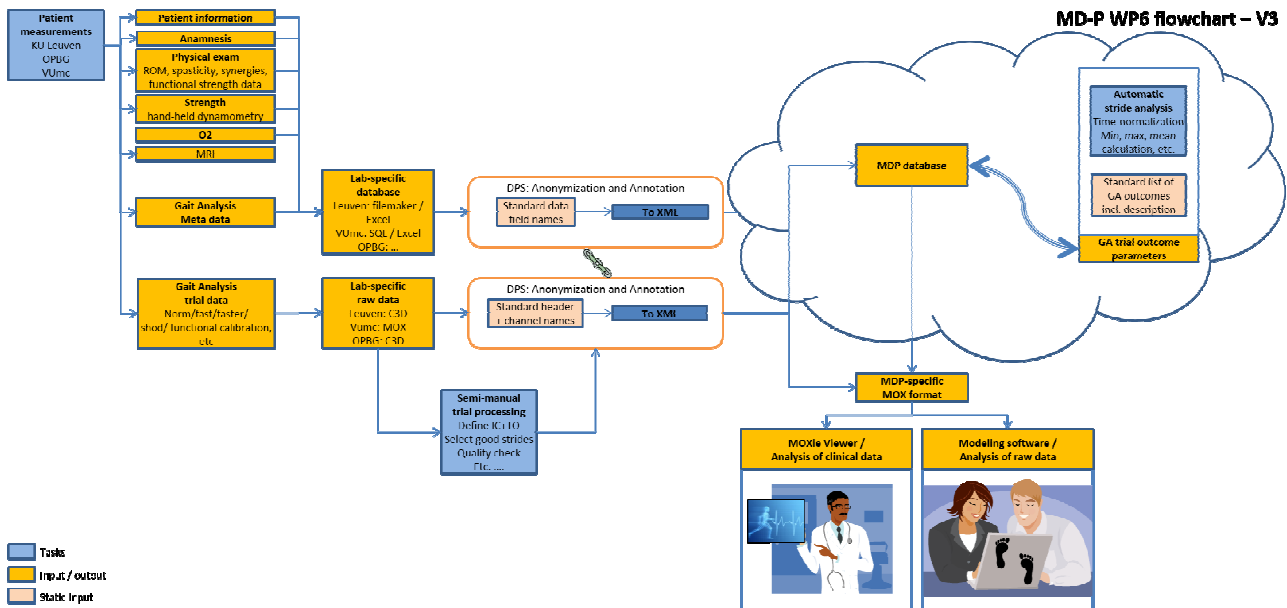 MD-P WP6 flowchart – V3
Patient
measurements
KU Leuven
OPBG
VUmc
Patient information
Anamnesis
Physical exam
ROM, spasticity, synergies,
functional strength data
Strength
hand-held dynamometry
O2
MRI
Gait Analysis
Meta data
Gait Analysis
trial data
Norm/fast/faster/
shod/ functional calibration,
etc
Lab-specific
database
Leuven: filemaker /
Excel
VUmc: SQL / Excel
OPBG: ...
Lab-specific
raw data
Leuven: C3D
Vumc: MOX
OPBG: C3D
DPS: Anonymization and Annotation
Standard data
field names
To XML
DPS: Anonymization and Annotation
Standard header
+ channel names
To XML
Semi-manual
trial processing
Define IC+TO
Select good strides
Quality check
Etc. ....
MDP database
Automatic
stride analysis
Time normalization
Min, max, mean
calculation, etc.
Standard list of
GA outcomes
incl. description
GA trial outcome
parameters
MDP-specific
MOX format
MOXie Viewer /
Analysis of clinical data
Modeling software /
Analysis of raw data
Tasks
Input / output
Static input